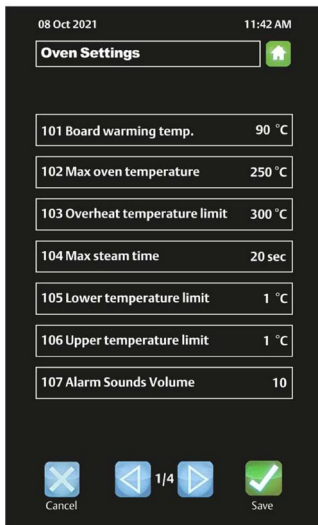 08 Oct 2021 11:42 AM
Oven Settings
101 Board warming temp. 90 °C
102 Max oven temperature 250 °C
103 Overheat temperature limit 300 °C
104 Max steam time 20 sec
105 Lower temperature limit 1 °C
106 Upper temperature limit 1 °C
107 Alarm Sounds Volume 10
1/4
Cancel Save